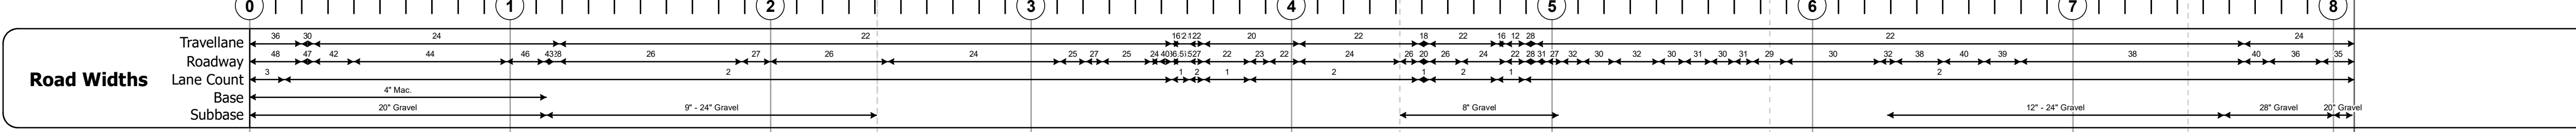 0 1 2 3 4 5 6 7 8
Travellane 36 30 24 22 16 22 20 22 18 22 16 12 28 22 24
Road Widths
Roadway 48 47 42 44 46 43 26 27 26 24 25 27 25 24 40 27 22 23 22 24 26 20 26 24 22 28 31 27 32 30 32 30 31 30 31 29 30 32 38 40 39 38 40 36 35
Lane Count 3 2 1 2 1 2 1 2 1 2
Base 4" Mac.
Subbase 20" Gravel 9" - 24" Gravel 8" Gravel 12" - 24" Gravel 28" Gravel 20" Gravel